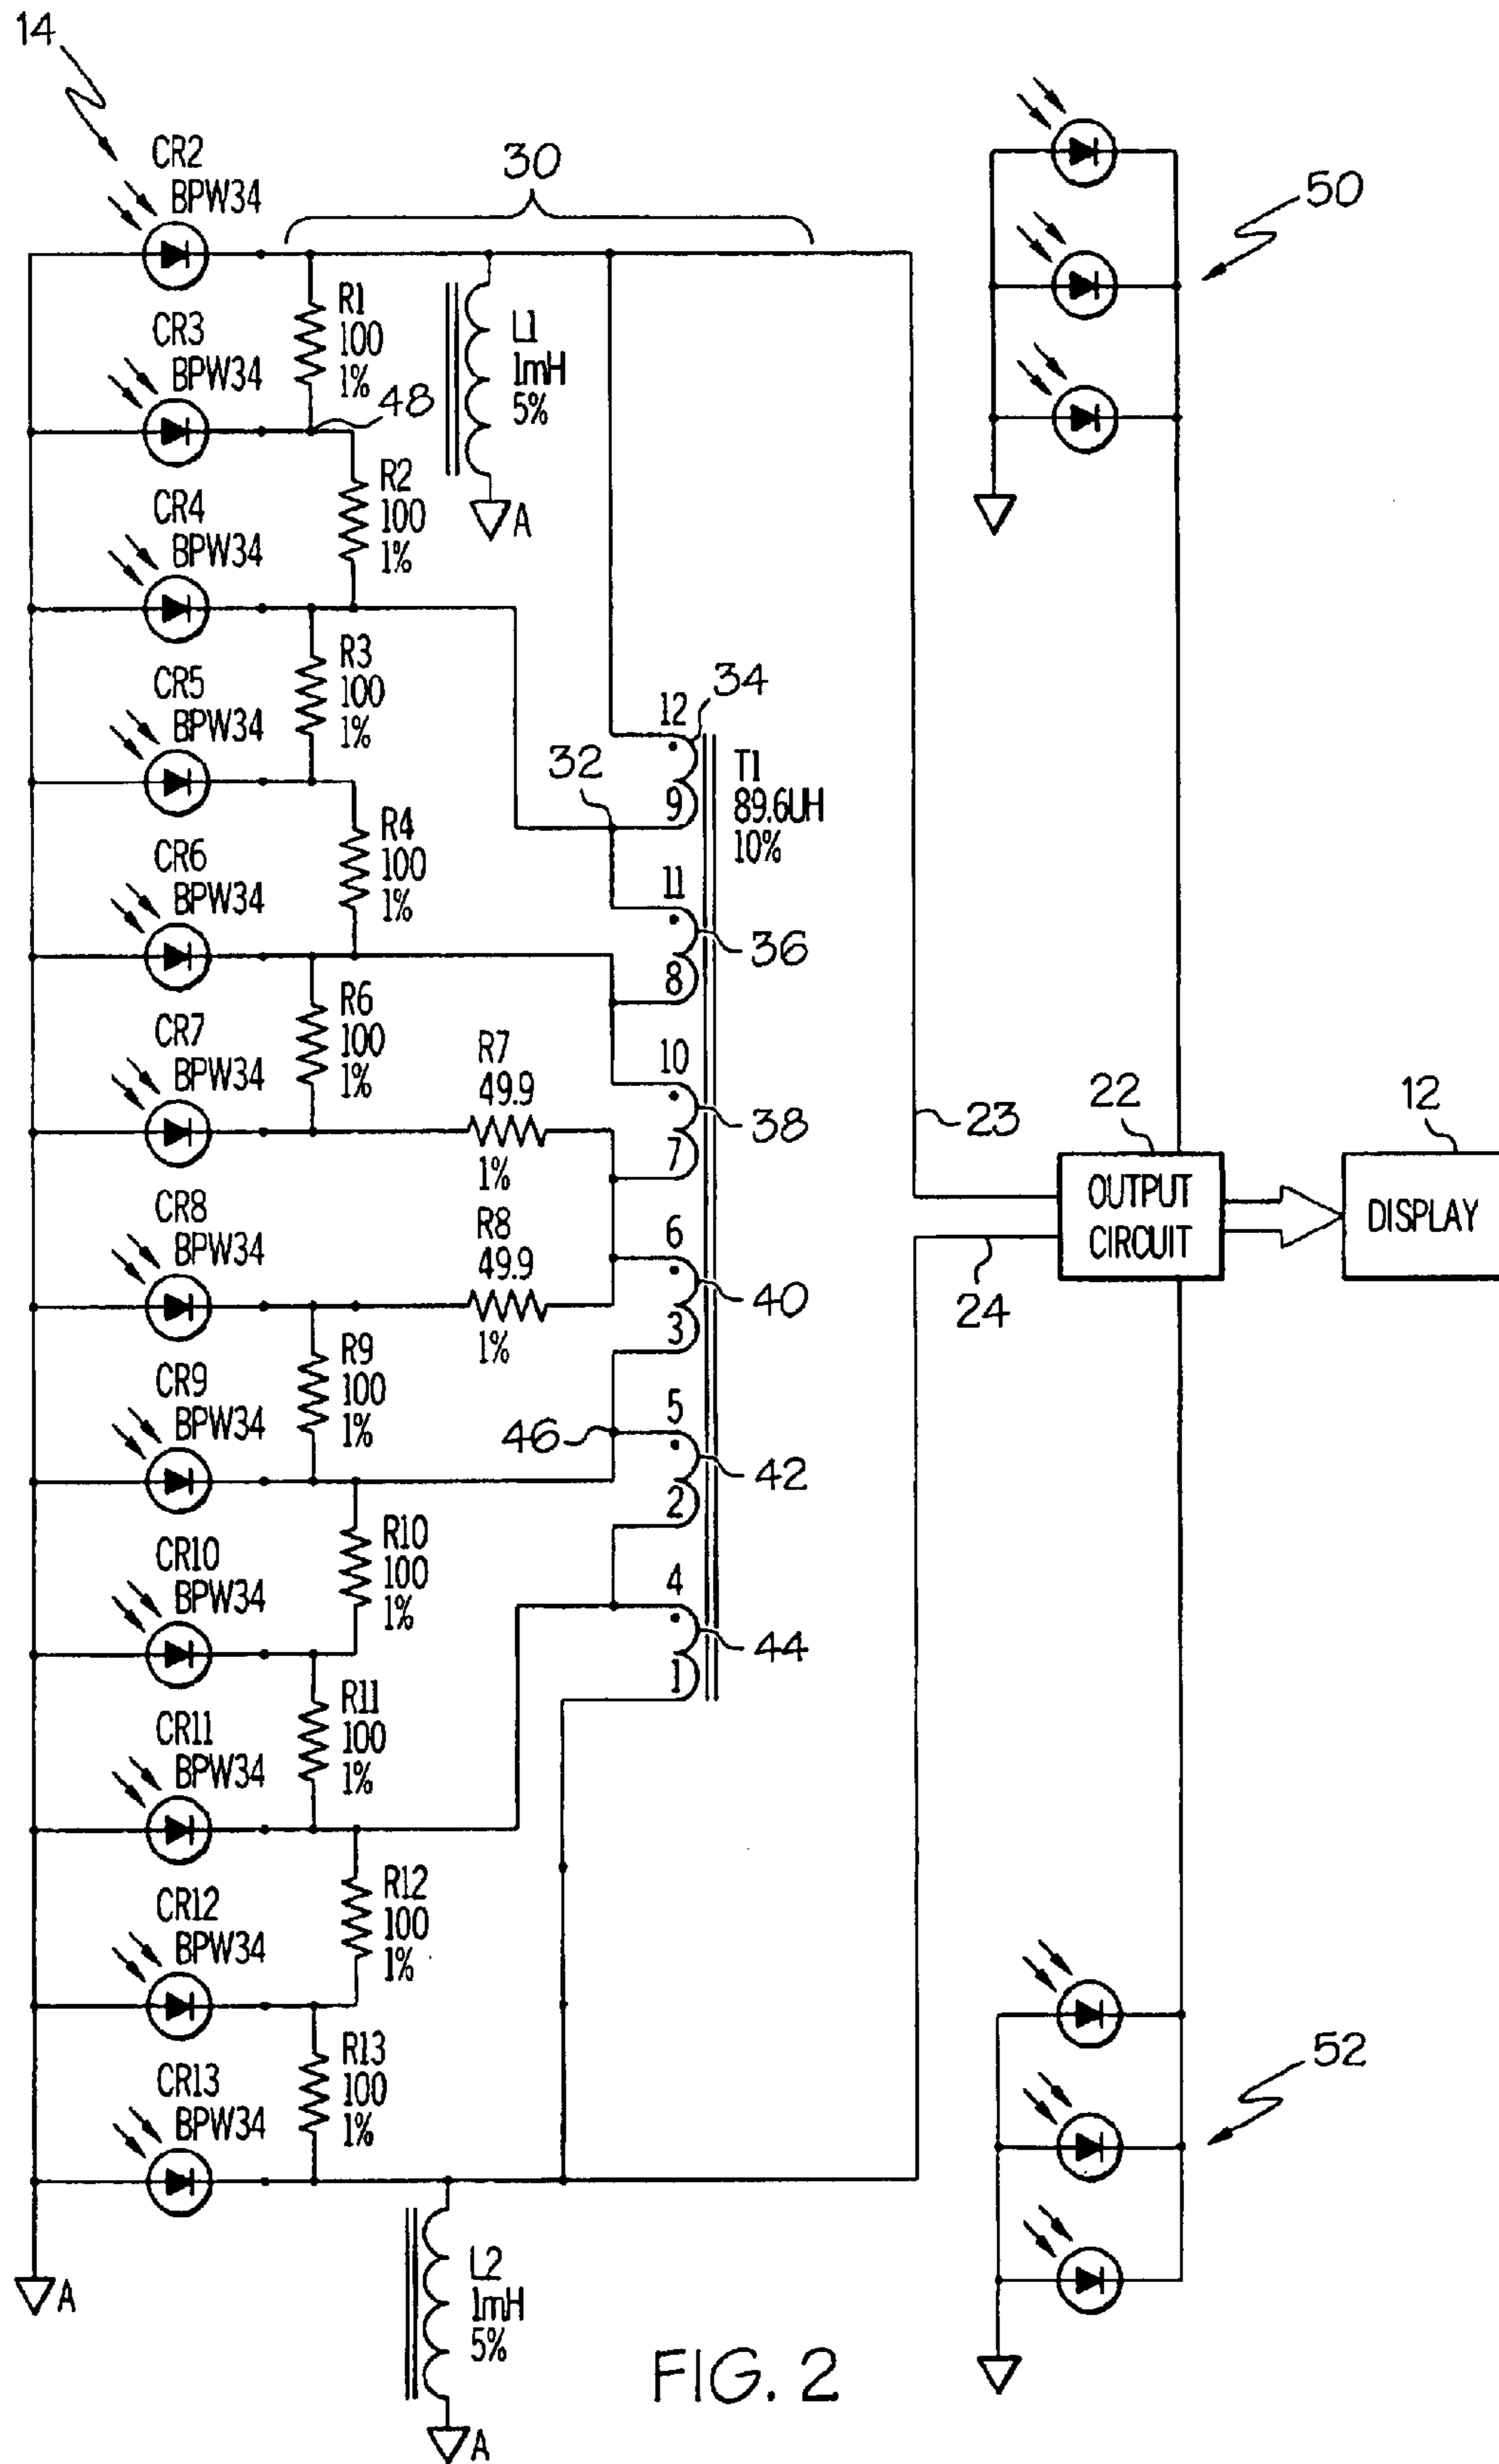 14
CR2
BPW34
30
50
R1
100
1%
L1
1mH
5%
CR3
BPW34
48
R2
100
1%
A
CR4
BPW34
R3
100
1%
CR5
BPW34
12
34
32
9
T1
89.6UH
10%
R4
100
1%
CR6
BPW34
11
36
8
R6
100
1%
CR7
BPW34
R7
49.9
1%
10
38
7
23
22
12
OUTPUT
CIRCUIT
DISPLAY
CR8
BPW34
R8
49.9
1%
6
40
3
24
R9
100
1%
CR9
BPW34
46
5
42
2
R10
100
1%
CR10
BPW34
4
44
1
R11
100
1%
CR11
BPW34
R12
100
1%
CR12
BPW34
R13
100
1%
52
CR13
BPW34
A
L2
1mH
5%
A
FIG. 2